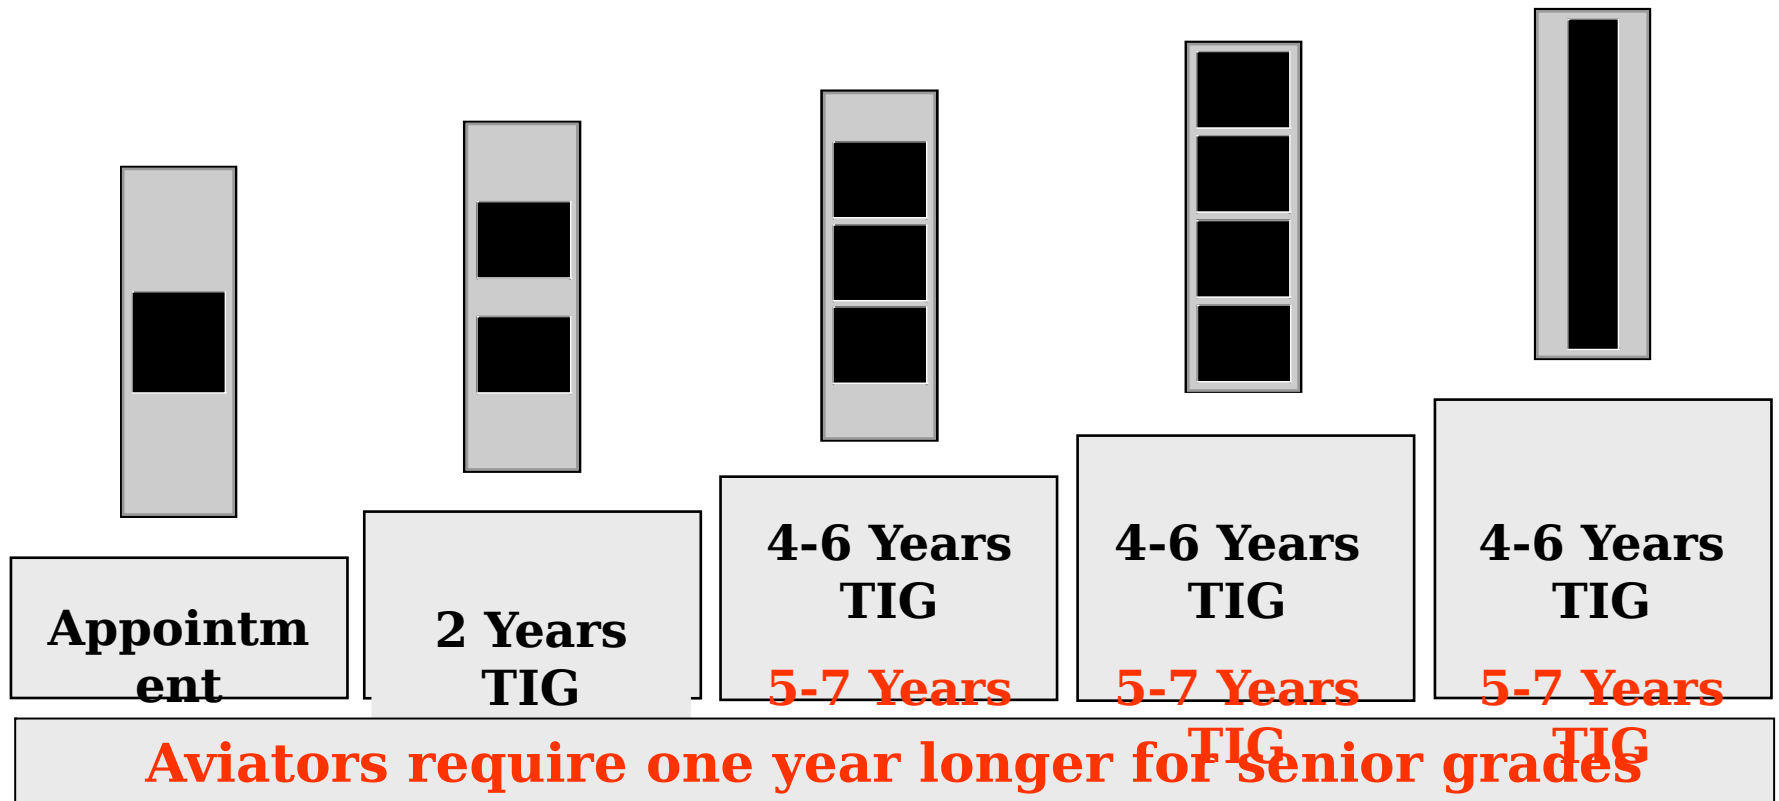 Appointm
ent
2 Years
TIG
4-6 Years
TIG
5-7 Years
4-6 Years
TIG
5-7 Years
TIG
4-6 Years
TIG
5-7 Years
TIG
Aviators require one year longer for senior grades